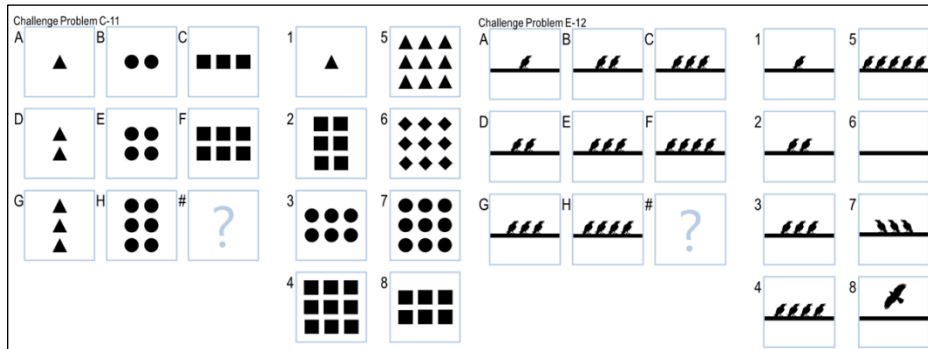 Challenge Problem C-11
A B C 1 5
D E F 2 6
G H # ? 3 7
4 8
Challenge Problem E-12
A B C 1 5
D E F 2 6
G H # ? 3 7
4 8